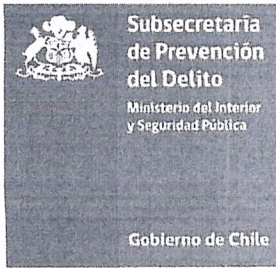 Subsecretaría
de Prevención
del Delito
Ministerio del Interior
y Seguridad Pública
Gobierno de Chile